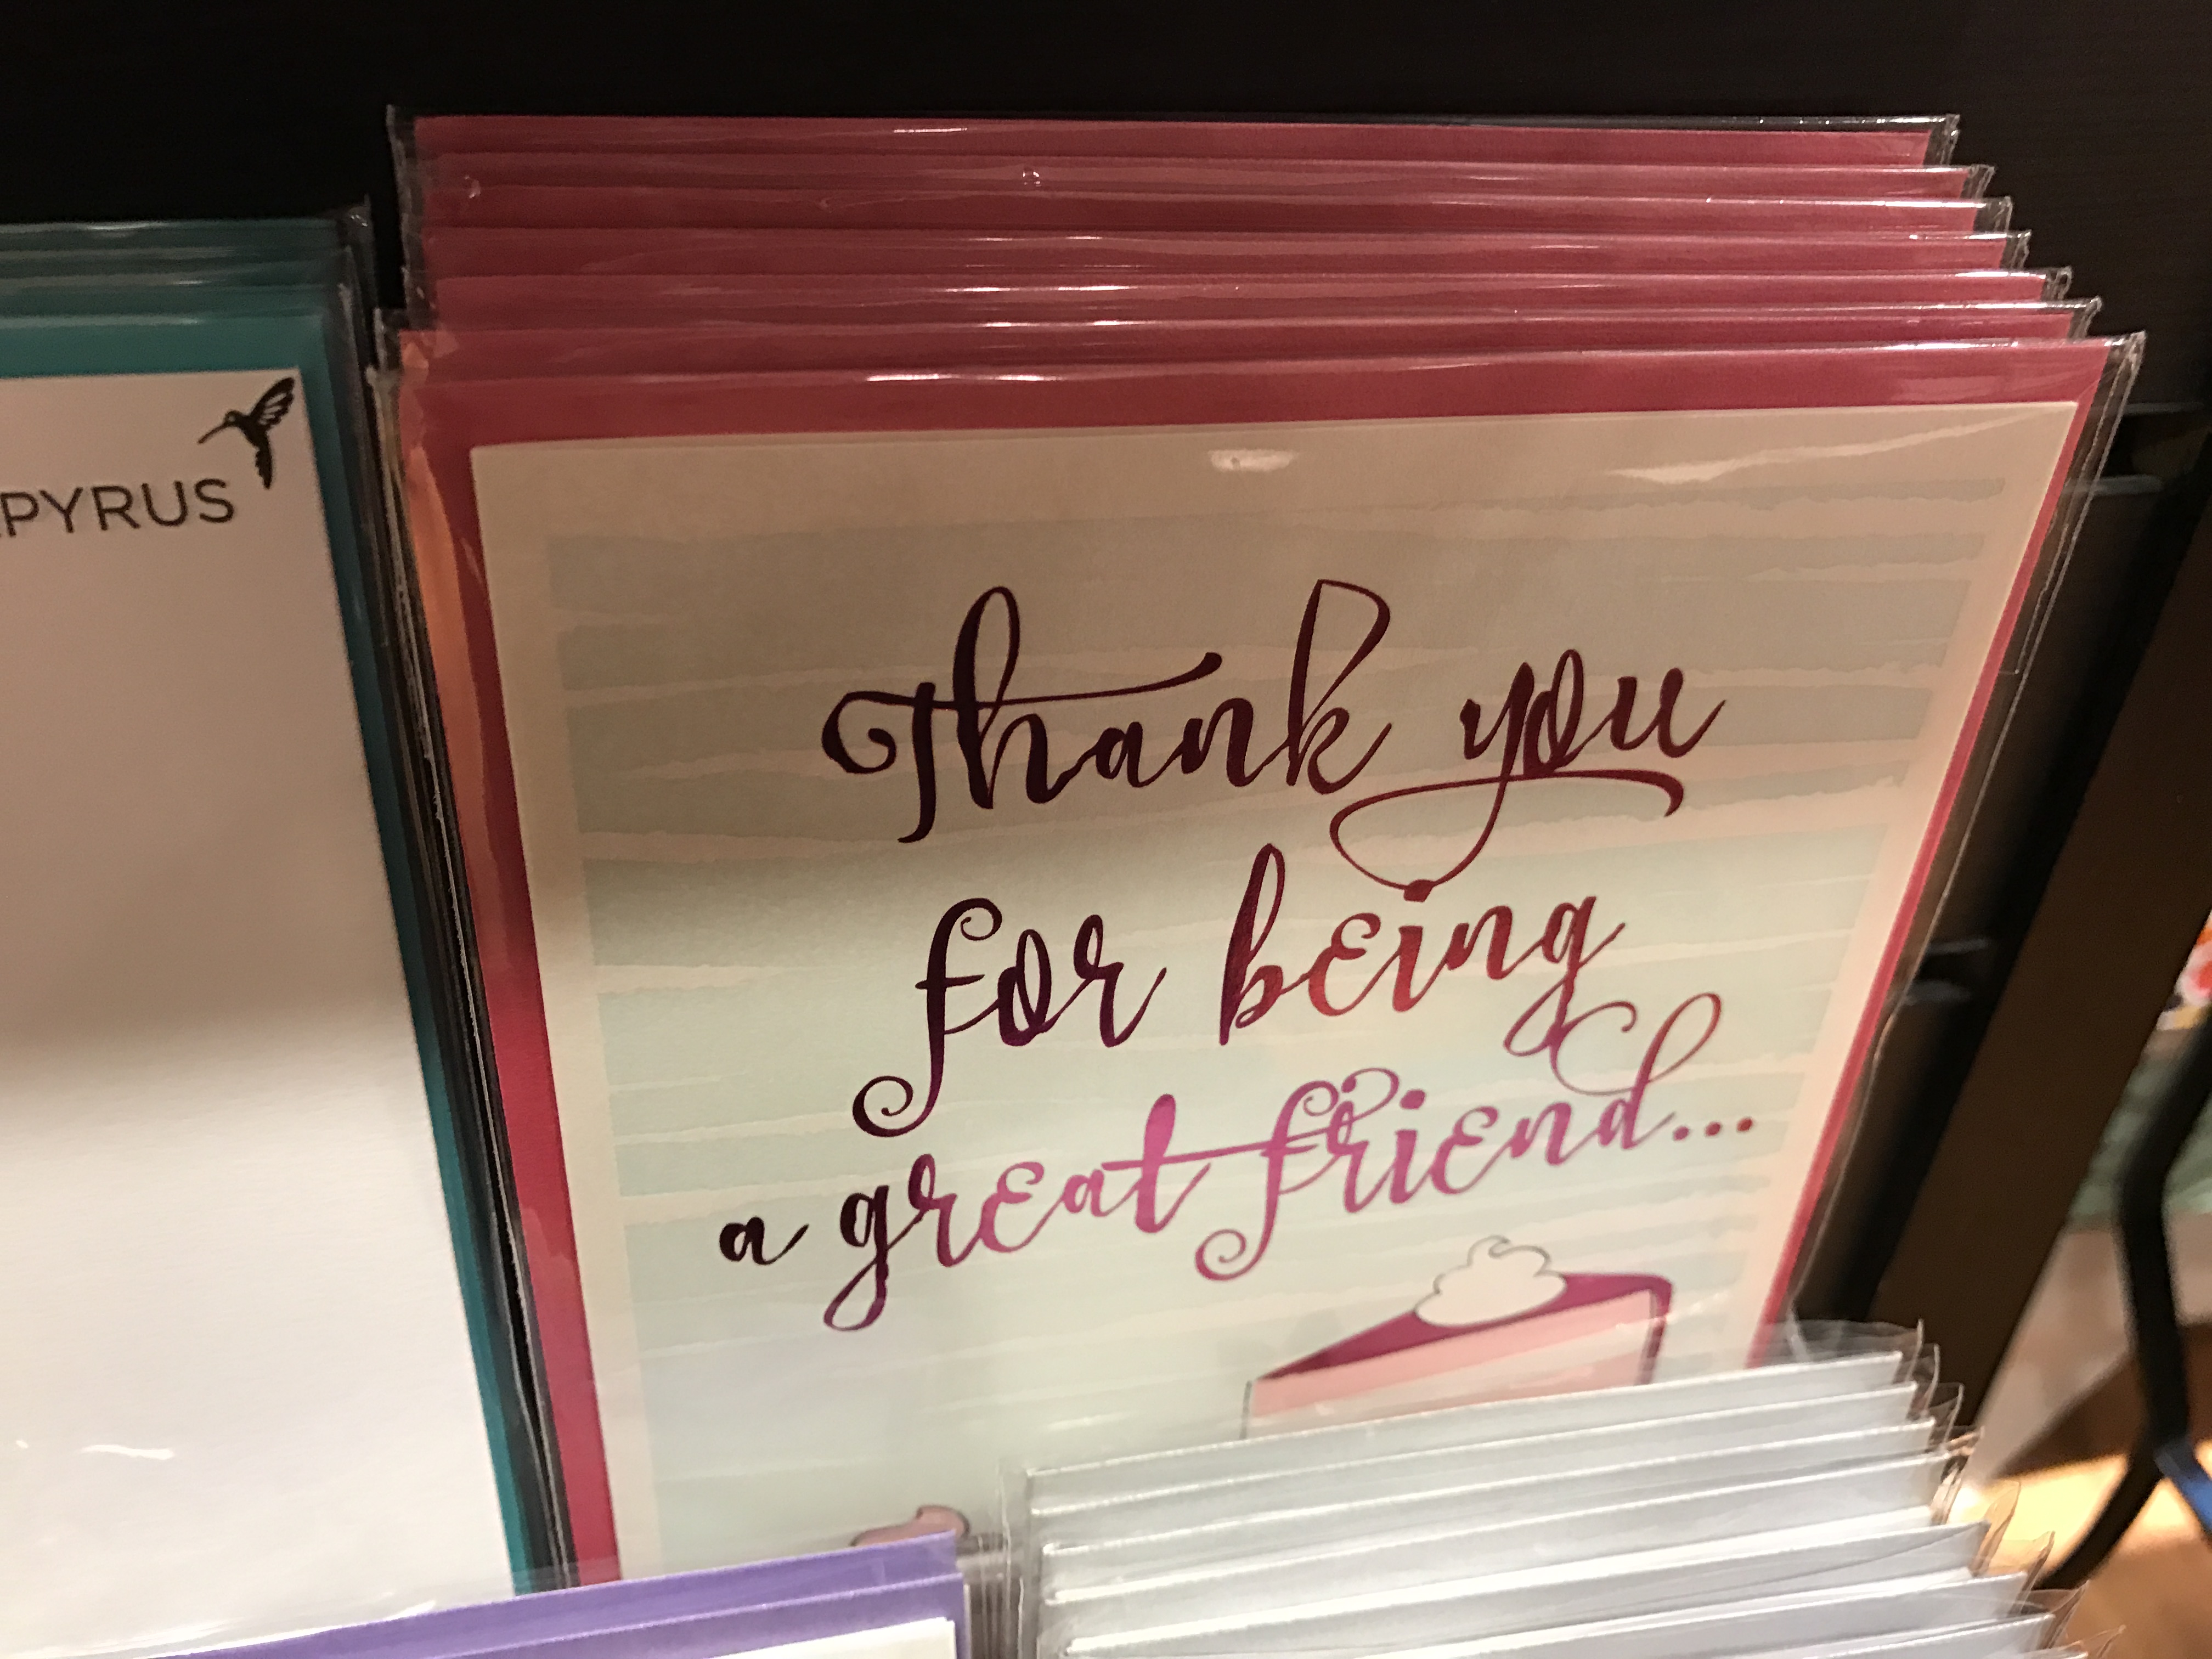 PYRUS
Thank you
for being
a great friend...